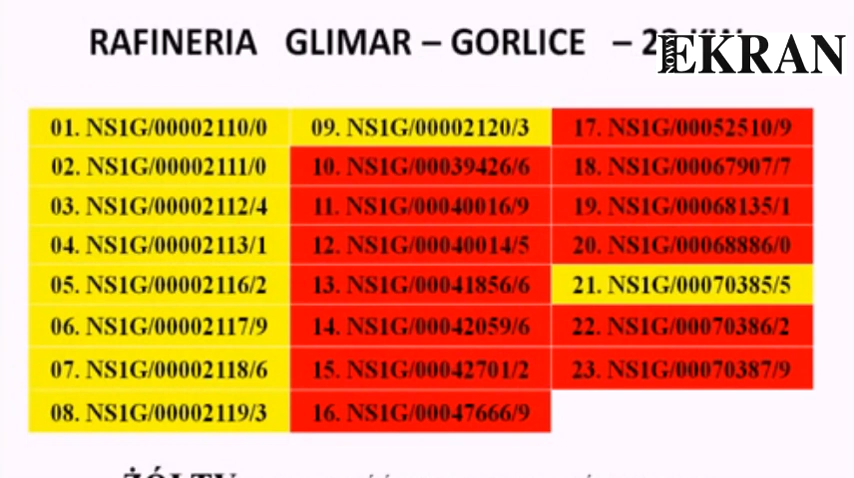 RAFINERIA GLIMAR – GORLICE –
NOWY EKRAN
01. NS1G/00002110/0
02. NS1G/00002111/0
03. NS1G/00002112/4
04. NS1G/00002113/1
05. NS1G/00002116/2
06. NS1G/00002117/9
07. NS1G/00002118/6
08. NS1G/00002119/3
09. NS1G/00002120/3
10. NS1G/00039426/6
11. NS1G/00040016/9
12. NS1G/00040014/5
13. NS1G/00041856/6
14. NS1G/00042059/6
15. NS1G/00042701/2
16. NS1G/00047666/9
17. NS1G/00052510/9
18. NS1G/00067907/7
19. NS1G/00068135/1
20. NS1G/00068886/0
21. NS1G/00070385/5
22. NS1G/00070386/2
23. NS1G/00070387/9